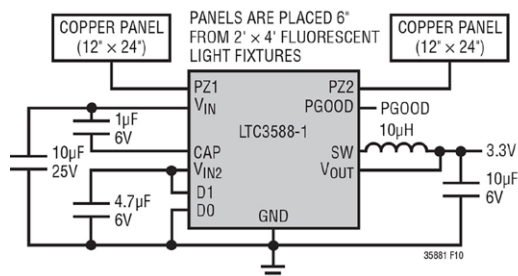 COPPER PANEL
(12" × 24")
PANELS ARE PLACED 6"
FROM 2' × 4' FLUORESCENT
LIGHT FIXTURES
COPPER PANEL
(12" × 24")
PZ1
PZ2
VIN
PGOOD
PGOOD
1µF
6V
LTC3588-1
10µH
10µF
25V
CAP
SW
3.3V
VIN2
VOUT
4.7µF
6V
D1
D0
10µF
6V
GND
35881 F10